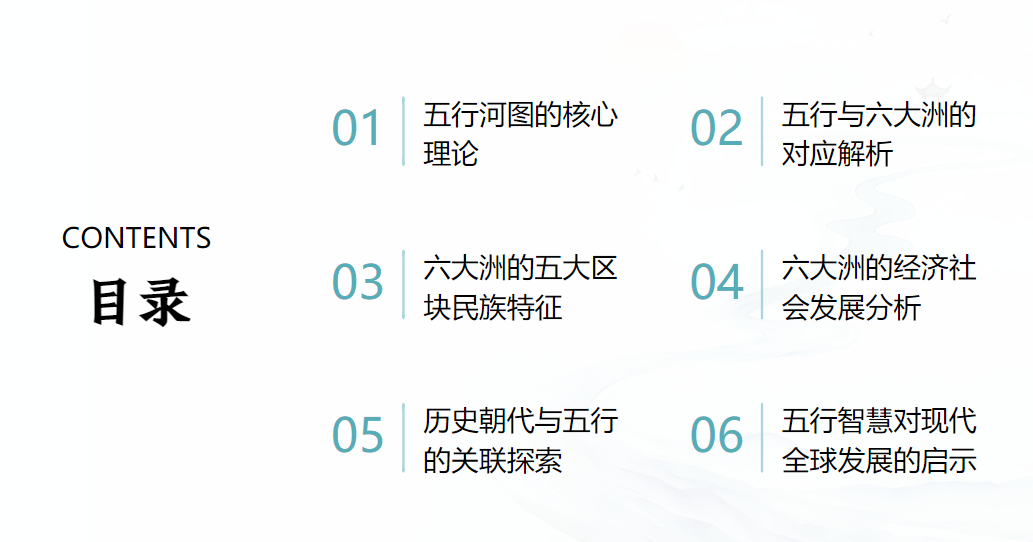 CONTENTS
目录
01
五行河图的核心
理论
02
五行与六大洲的
对应解析
03
六大洲的五大区
块民族特征
04
六大洲的经济社
会发展分析
05
历史朝代与五行
的关联探索
06
五行智慧对现代
全球发展的启示